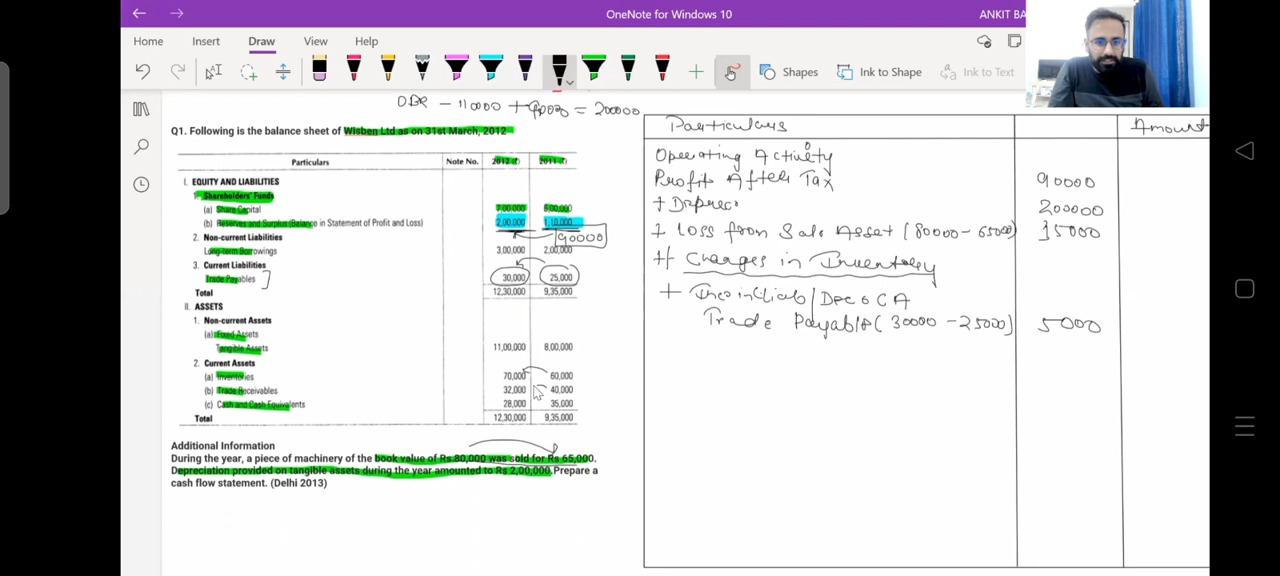 OneNote for Windows 10
ANKIT BA
Home Insert Draw View Help
Shapes Ink to Shape Ink to Text
- 110000 + 90000 = 200000
Q1. Following is the balance sheet of Wisben Ltd as on 31st March, 2012
Particulars Note No. 2012 (₹) 2011 (₹)
I. EQUITY AND LIABILITIES
1. Shareholders' Funds
(a) Share Capital 7,00,000 6,00,000
(b) Reserves and Surplus (Balance in Statement of Profit and Loss) 2,00,000 1,10,000
90000
2. Non-current Liabilities
Long-term Borrowings 3,00,000 2,00,000
3. Current Liabilities
Trade Payables 30,000 25,000
Total 12,30,000 9,35,000
II. ASSETS
1. Non-current Assets
(a) Fixed Assets
Tangible Assets 11,00,000 8,00,000
2. Current Assets
(a) Inventories 70,000 60,000
(b) Trade Receivables 32,000 40,000
(c) Cash and Cash Equivalents 28,000 35,000
Total 12,30,000 9,35,000
Additional Information
During the year, a piece of machinery of the book value of Rs 80,000 was sold for Rs 65,000.
Depreciation provided on tangible assets during the year amounted to Rs 2,00,000.Prepare a
cash flow statement. (Delhi 2013)
Particulars Amount
Operating Activity
Profit After Tax 90000
+ 200000
+ Loss from Sale Asset (80000-65000) 15000
Changes in Inventory
+ CA
Trade Payable (30000-25000) 5000